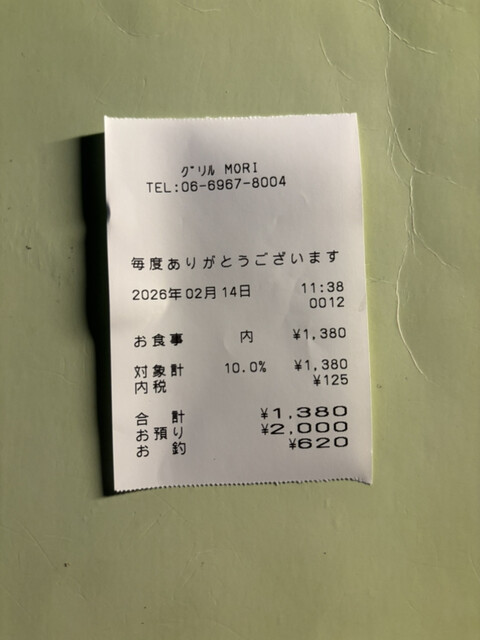 グリル MORI
TEL:06-6967-8004
毎度ありがとうございます
2026年02月14日 11:38
0012
お食事 内 ¥1,380
対象計 10.0% ¥1,380
内税 ¥125
合計 ¥1,380
お預り ¥2,000
お釣 ¥620